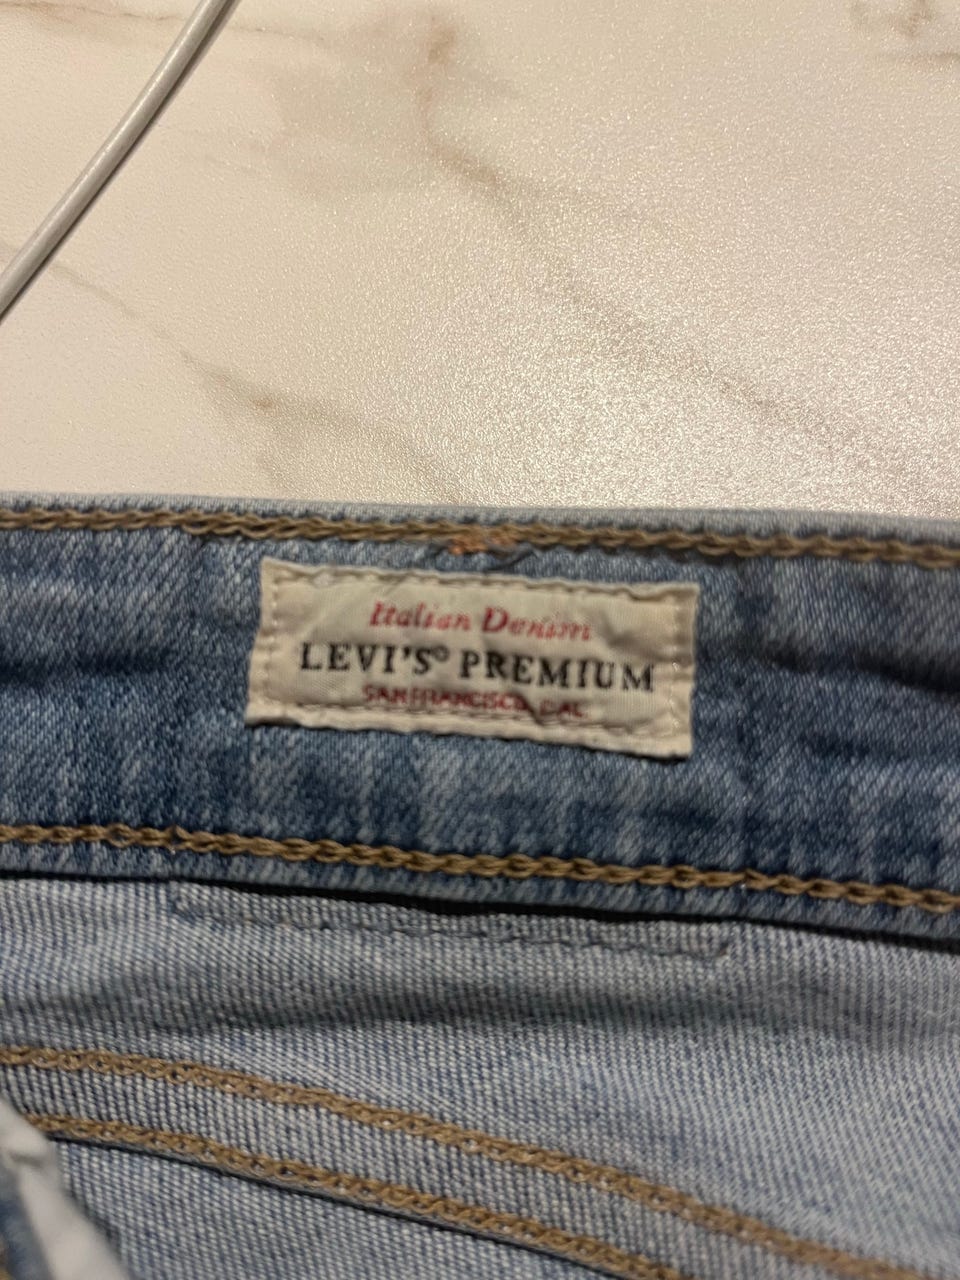 Italian Denim
LEVI'S® PREMIUM
SAN FRANCISCO, CAL.